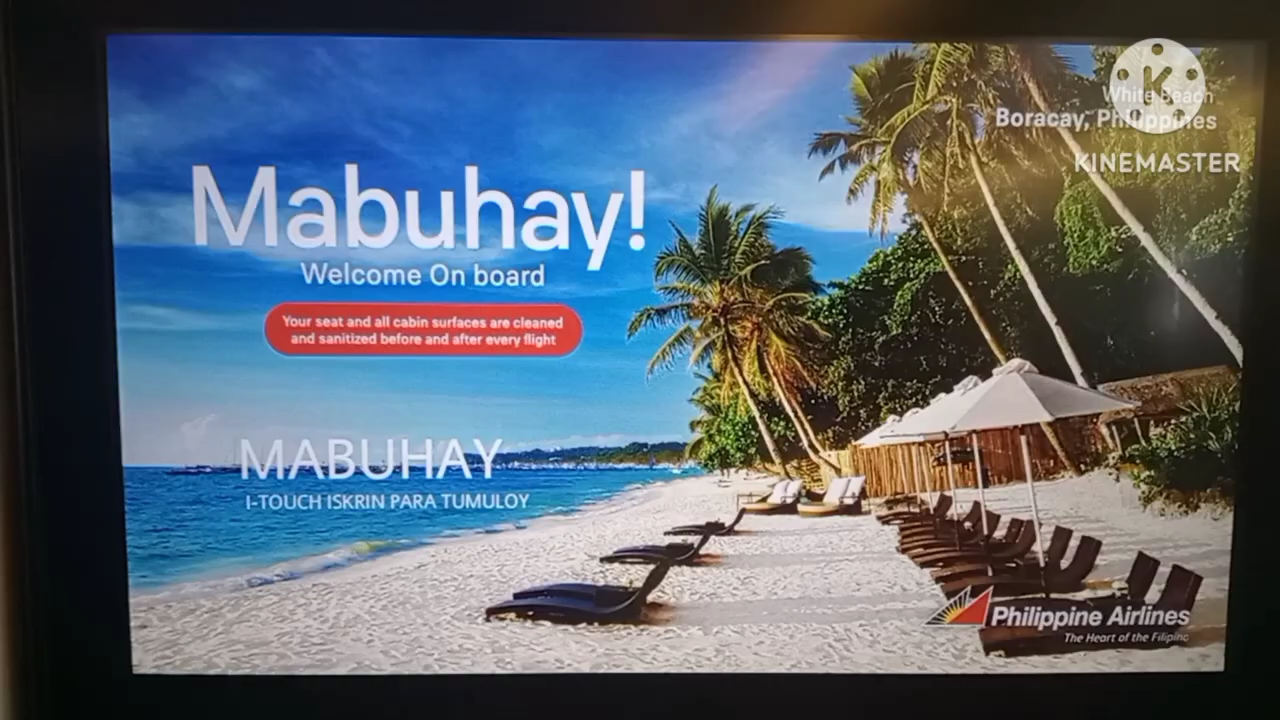 White Beach
Boracay, Philippines
KINEMASTER
Mabuhay!
Welcome On board
Your seat and all cabin surfaces are cleaned
and sanitized before and after every flight
MABUHAY
I-TOUCH ISKRIN PARA TUMULOY
Philippine Airlines
The Heart of the Filipino